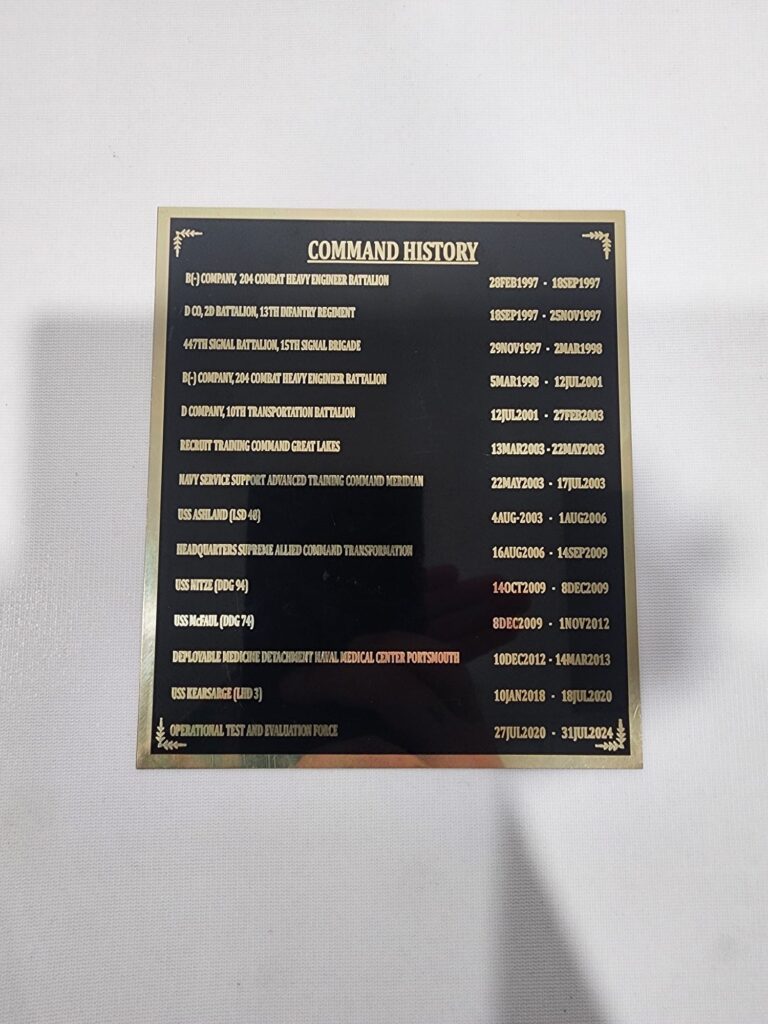 COMMAND HISTORY
B(-) COMPANY, 204 COMBAT HEAVY ENGINEER BATTALION 28FEB1997 - 18SEP1997
D CO, 2D BATTALION, 13TH INFANTRY REGIMENT 18SEP1997 - 25NOV1997
447TH SIGNAL BATTALION, 15TH SIGNAL BRIGADE 29NOV1997 - 2MAR1998
B(-) COMPANY, 204 COMBAT HEAVY ENGINEER BATTALION 5MAR1998 - 12JUL2001
D COMPANY, 10TH TRANSPORTATION BATTALION 12JUL2001 - 27FEB2003
RECRUIT TRAINING COMMAND GREAT LAKES 13MAR2003 - 22MAY2003
NAVY SERVICE SUPPORT ADVANCED TRAINING COMMAND MERIDIAN 22MAY2003 - 17JUL2003
USS ASHLAND (LSD 48) 4AUG-2003 - 1AUG2006
HEADQUARTERS SUPREME ALLIED COMMAND TRANSFORMATION 16AUG2006 - 14SEP2009
USS NITZE (DDG 94) 14OCT2009 - 8DEC2009
USS McFAUL (DDG 74) 8DEC2009 - 1NOV2012
DEPLOYABLE MEDICINE DETACHMENT NAVAL MEDICAL CENTER PORTSMOUTH 10DEC2012 - 14MAR2013
USS KEARSARGE (LHD 3) 10JAN2018 - 18JUL2020
OPERATIONAL TEST AND EVALUATION FORCE 27JUL2020 - 31JUL2024